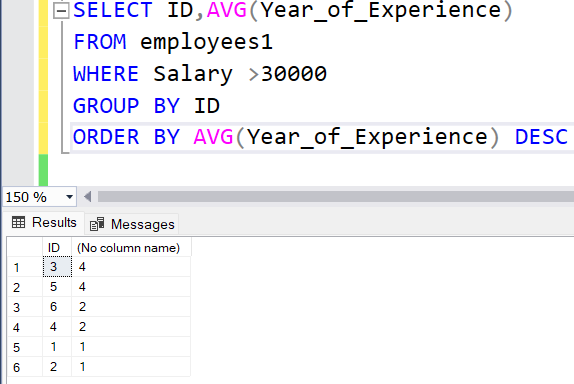 SELECT ID,AVG(Year_of_Experience)
FROM employees1
WHERE Salary >30000
GROUP BY ID
ORDER BY AVG(Year_of_Experience) DESC
150 %
Results Messages
ID (No column name)
1 3 4
2 5 4
3 6 2
4 4 2
5 1 1
6 2 1